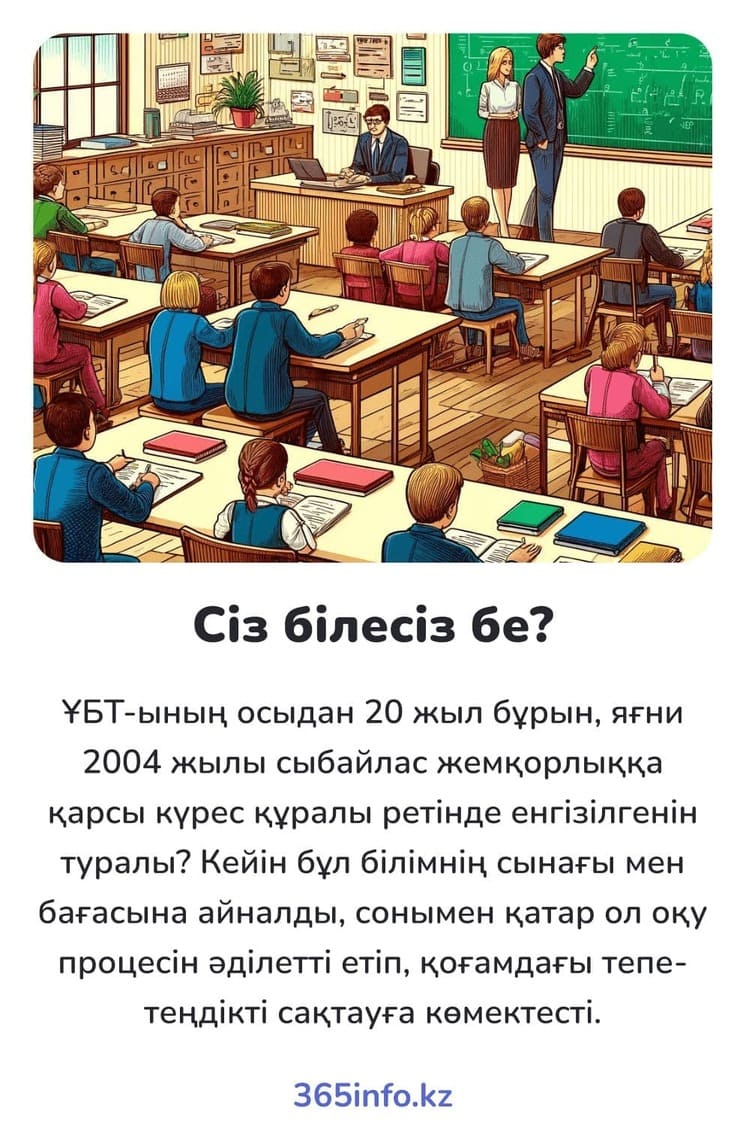 Сіз білесіз бе?
ҰБТ-ының осыдан 20 жыл бұрын, яғни
2004 жылы сыбайлас жемқорлыққа
қарсы күрес құралы ретінде енгізілгенін
туралы? Кейін бұл білімнің сынағы мен
бағасына айналды, сонымен қатар ол оқу
процесін әділетті етіп, қоғамдағы тепе-
теңдікті сақтауға көмектесті.
365info.kz